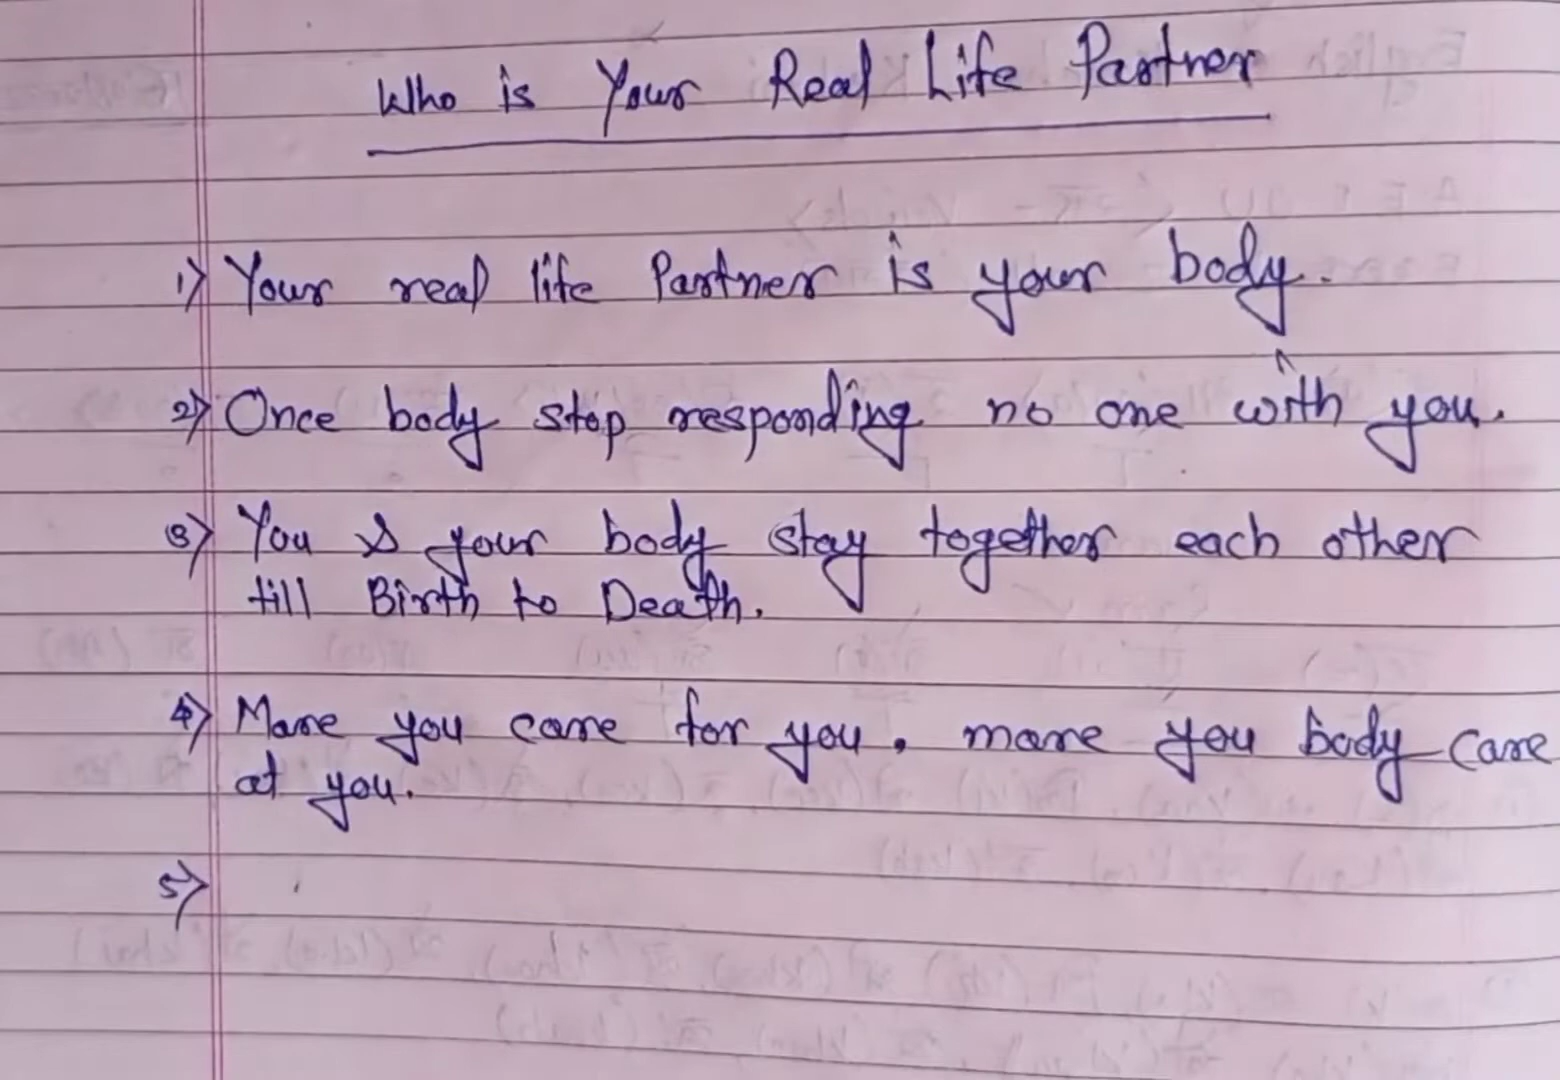 Who is Your Real Life Partner
1) Your real life Partner is your body.
2) Once body stop responding no one with you.
3) You & your body stay together each other
till Birth to Death.
4) More you care for you, more you body care
at you.
5)